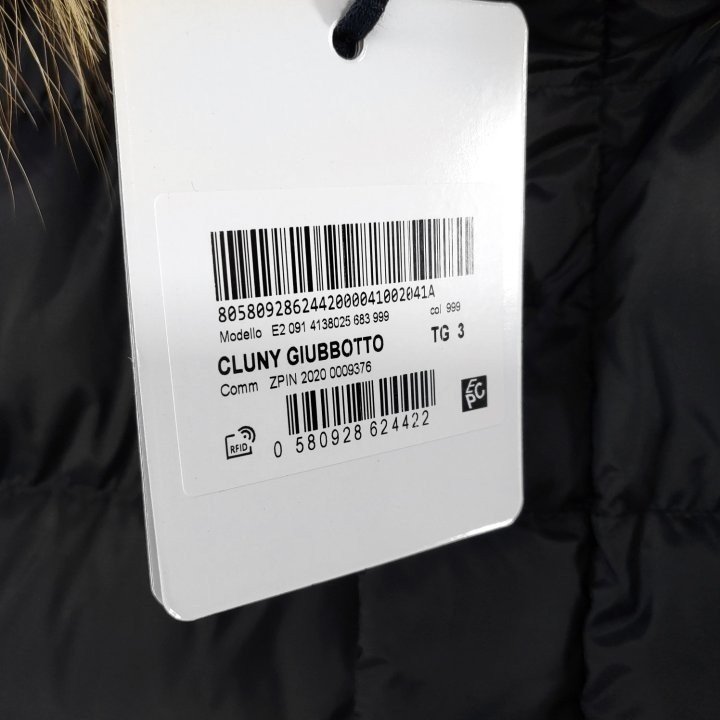 8058092862442000041002041A
Modello E2 091 4138025 683 999 col 999
CLUNY GIUBBOTTO TG 3
Comm ZPIN 2020 0009376
EPC
RFID
0 580928 624422